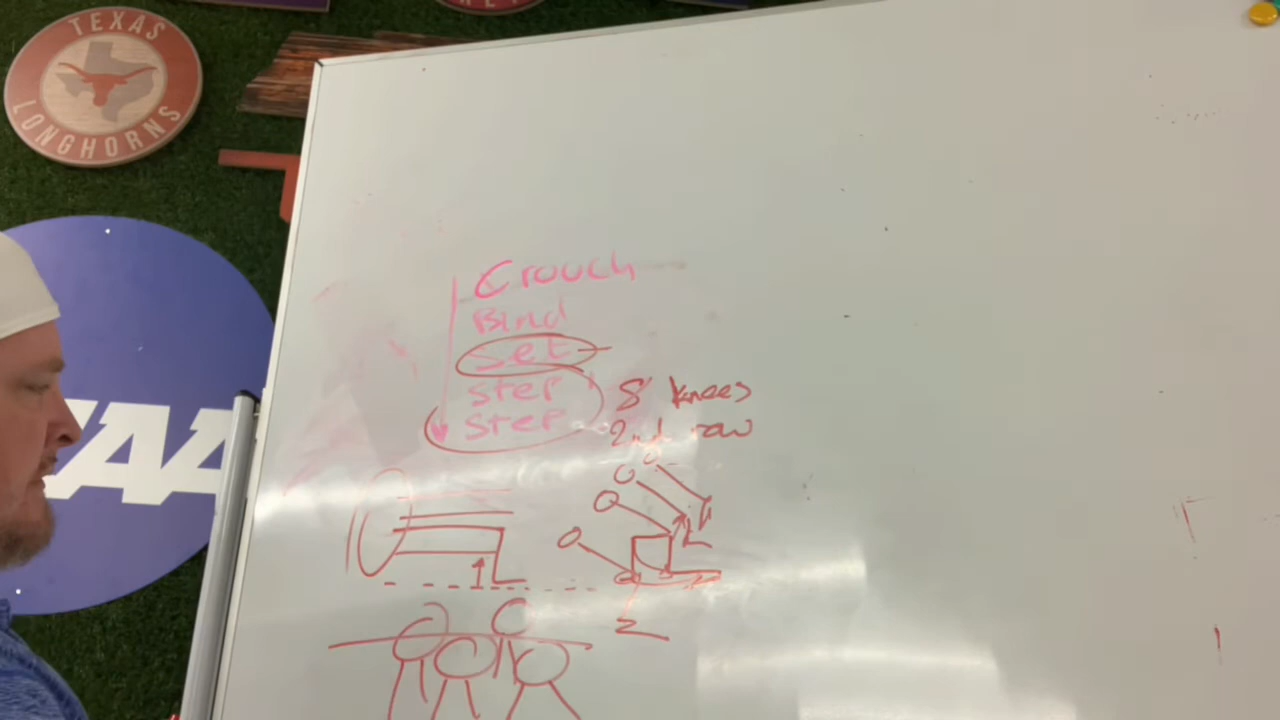 TEXAS
LONGHORNS
Crouch
Bind
Set
Step
Step
8 knees
2nd row